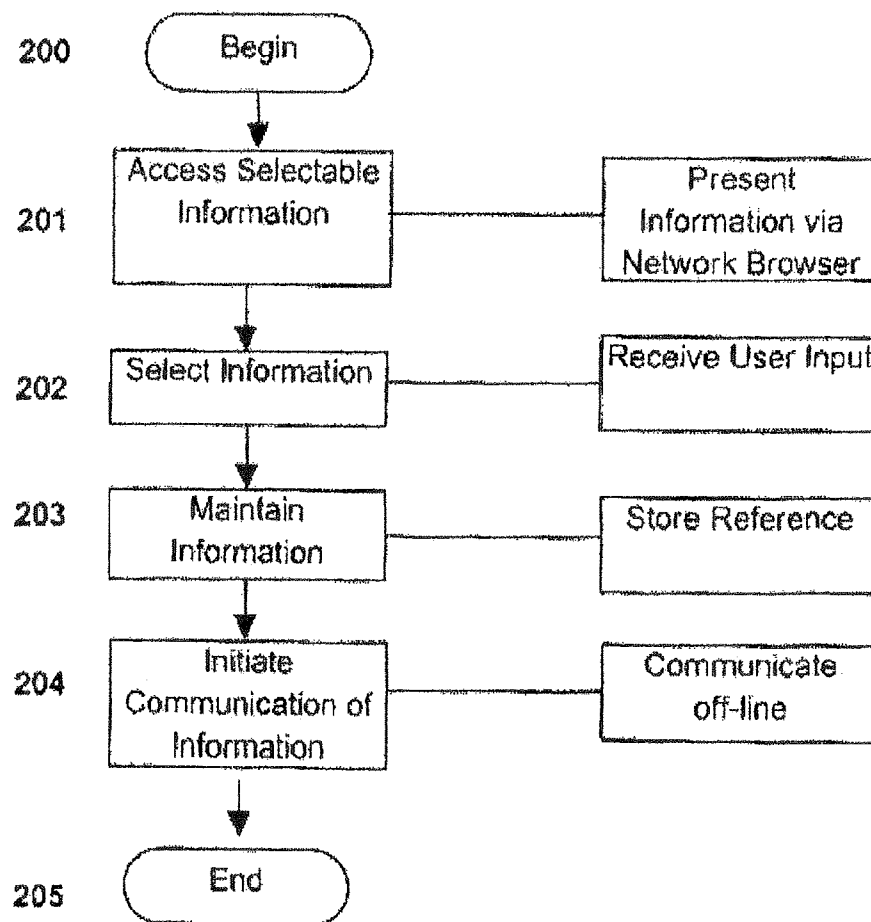 200
Begin
201
Access Selectable
Information
Present
Information via
Network Browser
202
Select Information
Receive User Input
203
Maintain
Information
Store Reference
204
Initiate
Communication of
Information
Communicate
off-line
205
End